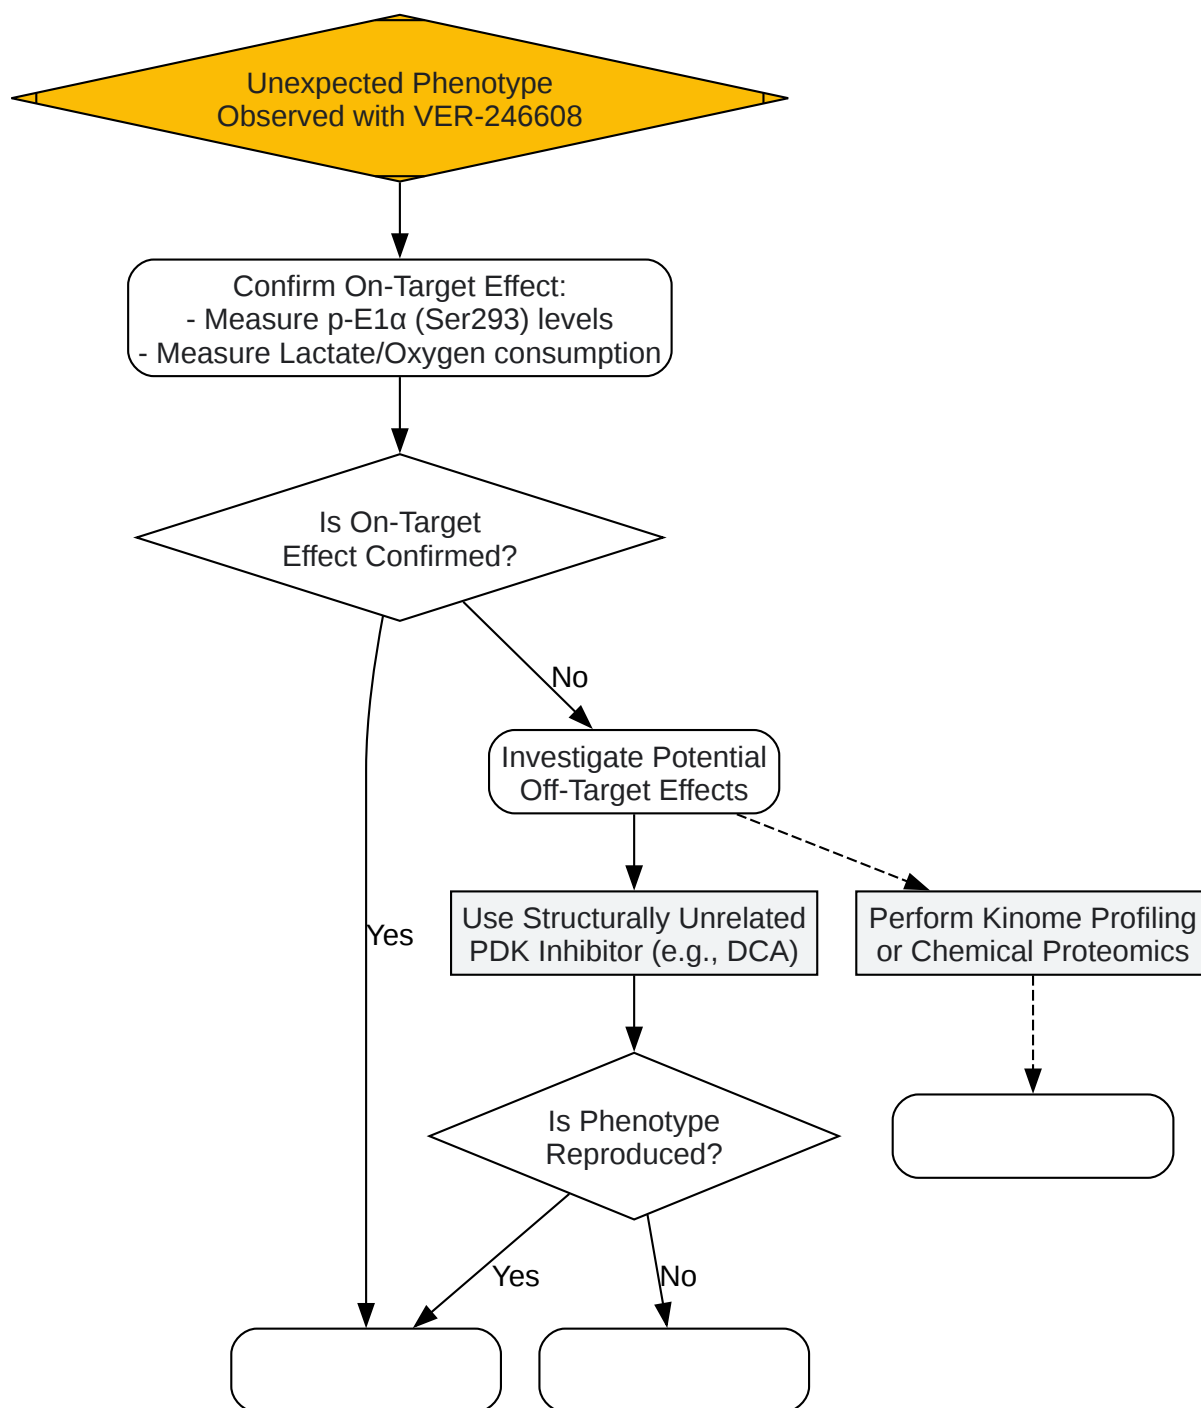 Unexpected Phenotype
Observed with VER-246608
Confirm On-Target Effect:
- Measure p-E1α (Ser293) levels
- Measure Lactate/Oxygen consumption
Is On-Target
Effect Confirmed?
No
Investigate Potential
Off-Target Effects
Yes
Use Structurally Unrelated
PDK Inhibitor (e.g., DCA)
Perform Kinome Profiling
or Chemical Proteomics
Is Phenotype
Reproduced?
Yes
No